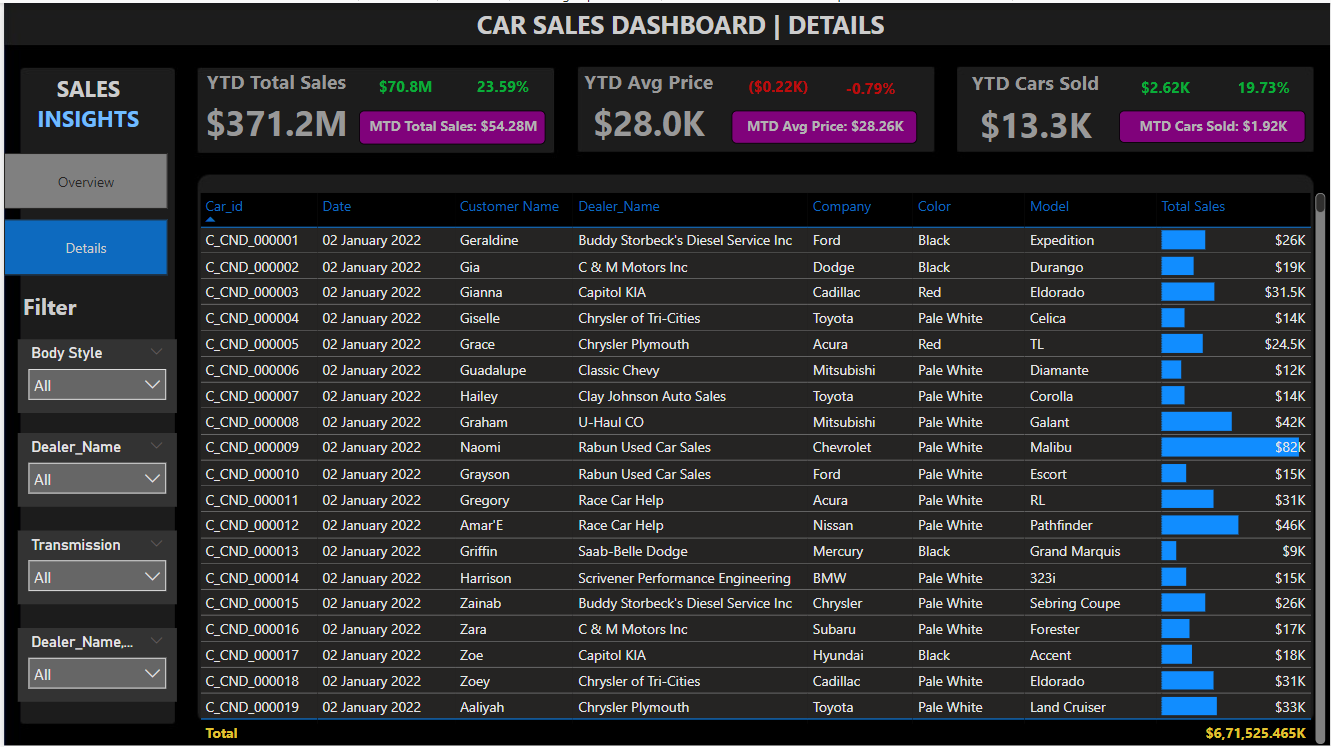 CAR SALES DASHBOARD | DETAILS
SALES
INSIGHTS
Overview
Details
Filter
Body Style
All
Dealer_Name
All
Transmission
All
Dealer_Name,...
All
YTD Total Sales $70.8M 23.59%
$371.2M MTD Total Sales: $54.28M
YTD Avg Price ($0.22K) -0.79%
$28.0K MTD Avg Price: $28.26K
YTD Cars Sold $2.62K 19.73%
$13.3K MTD Cars Sold: $1.92K
Car_id Date Customer Name Dealer_Name Company Color Model Total Sales
C_CND_000001 02 January 2022 Geraldine Buddy Storbeck's Diesel Service Inc Ford Black Expedition $26K
C_CND_000002 02 January 2022 Gia C & M Motors Inc Dodge Black Durango $19K
C_CND_000003 02 January 2022 Gianna Capitol KIA Cadillac Red Eldorado $31.5K
C_CND_000004 02 January 2022 Giselle Chrysler of Tri-Cities Toyota Pale White Celica $14K
C_CND_000005 02 January 2022 Grace Chrysler Plymouth Acura Red TL $24.5K
C_CND_000006 02 January 2022 Guadalupe Classic Chevy Mitsubishi Pale White Diamante $12K
C_CND_000007 02 January 2022 Hailey Clay Johnson Auto Sales Toyota Pale White Corolla $14K
C_CND_000008 02 January 2022 Graham U-Haul CO Mitsubishi Pale White Galant $42K
C_CND_000009 02 January 2022 Naomi Rabun Used Car Sales Chevrolet Pale White Malibu $82K
C_CND_000010 02 January 2022 Grayson Rabun Used Car Sales Ford Pale White Escort $15K
C_CND_000011 02 January 2022 Gregory Race Car Help Acura Pale White RL $31K
C_CND_000012 02 January 2022 Amar'E Race Car Help Nissan Pale White Pathfinder $46K
C_CND_000013 02 January 2022 Griffin Saab-Belle Dodge Mercury Black Grand Marquis $9K
C_CND_000014 02 January 2022 Harrison Scrivener Performance Engineering BMW Pale White 323i $15K
C_CND_000015 02 January 2022 Zainab Buddy Storbeck's Diesel Service Inc Chrysler Pale White Sebring Coupe $26K
C_CND_000016 02 January 2022 Zara C & M Motors Inc Subaru Pale White Forester $17K
C_CND_000017 02 January 2022 Zoe Capitol KIA Hyundai Black Accent $18K
C_CND_000018 02 January 2022 Zoey Chrysler of Tri-Cities Cadillac Pale White Eldorado $31K
C_CND_000019 02 January 2022 Aaliyah Chrysler Plymouth Toyota Pale White Land Cruiser $33K
Total $6,71,525.465K